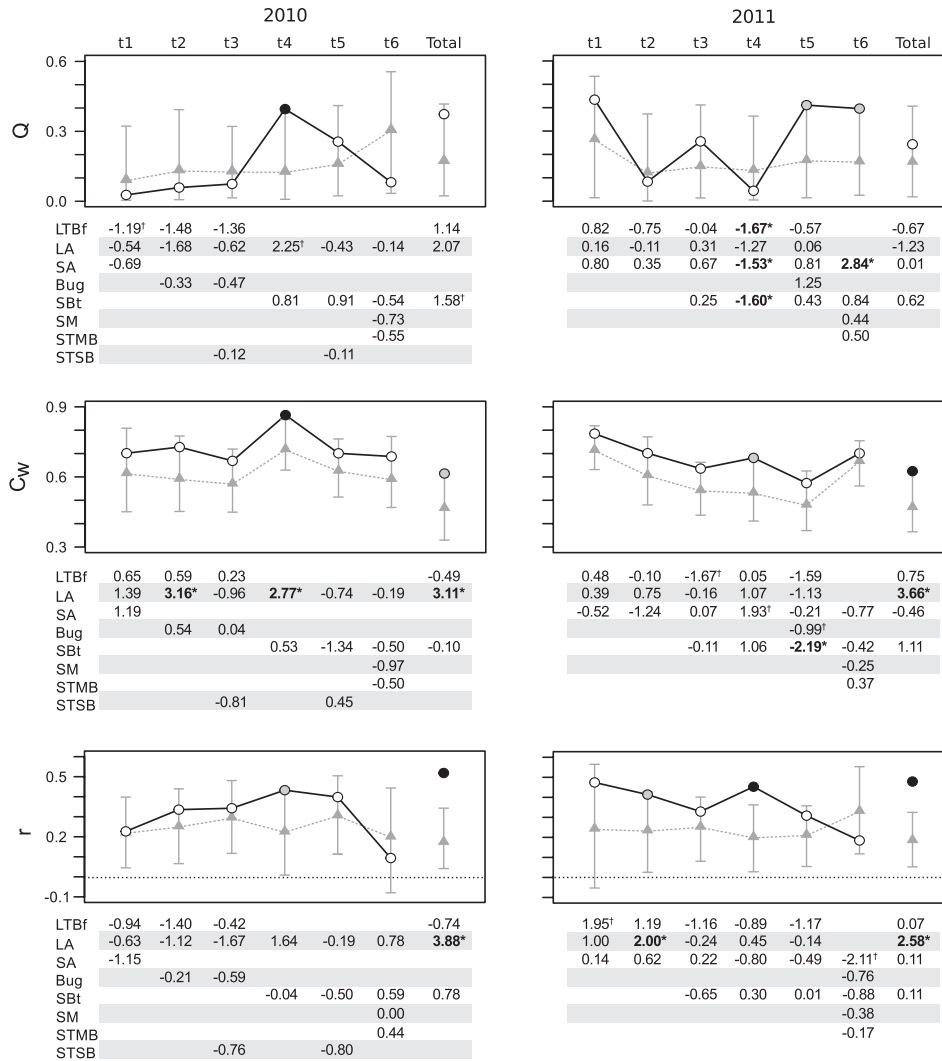 2010 2011
t1 t2 t3 t4 t5 t6 Total t1 t2 t3 t4 t5 t6 Total
0.6
Q
0.3
0.0
LTBf -1.19† -1.48 -1.36 1.14 0.82 -0.75 -0.04 -1.67* -0.57 -0.67
LA -0.54 -1.68 -0.62 2.25† -0.43 -0.14 2.07 0.16 -0.11 0.31 -1.27 0.06 -1.23
SA -0.69 0.80 0.35 0.67 -1.53* 0.81 2.84* 0.01
Bug -0.33 -0.47 1.25
SBt 0.81 0.91 -0.54 1.58† 0.25 -1.60* 0.43 0.84 0.62
SM -0.73 0.44
STMB -0.55 0.50
STSB -0.12 -0.11
0.9
Cw
0.6
0.3
LTBf 0.65 0.59 0.23 -0.49 0.48 -0.10 -1.67† 0.05 -1.59 0.75
LA 1.39 3.16* -0.96 2.77* -0.74 -0.19 3.11* 0.39 0.75 -0.16 1.07 -1.13 3.66*
SA 1.19 -0.52 -1.24 0.07 1.93† -0.21 -0.77 -0.46
Bug 0.54 0.04 -0.99†
SBt 0.53 -1.34 -0.50 -0.10 -0.11 1.06 -2.19* -0.42 1.11
SM -0.97 -0.25
STMB -0.50 0.37
STSB -0.81 0.45
0.5
r
0.2
-0.1
LTBf -0.94 -1.40 -0.42 -0.74 1.95† 1.19 -1.16 -0.89 -1.17 0.07
LA -0.63 -1.12 -1.67 1.64 -0.19 0.78 3.88* 1.00 2.00* -0.24 0.45 -0.14 2.58*
SA -1.15 0.14 0.62 0.22 -0.80 -0.49 -2.11† 0.11
Bug -0.21 -0.59 -0.76
SBt -0.04 -0.50 0.59 0.78 -0.65 0.30 0.01 -0.88 0.11
SM 0.00 -0.38
STMB 0.44 -0.17
STSB -0.76 -0.80